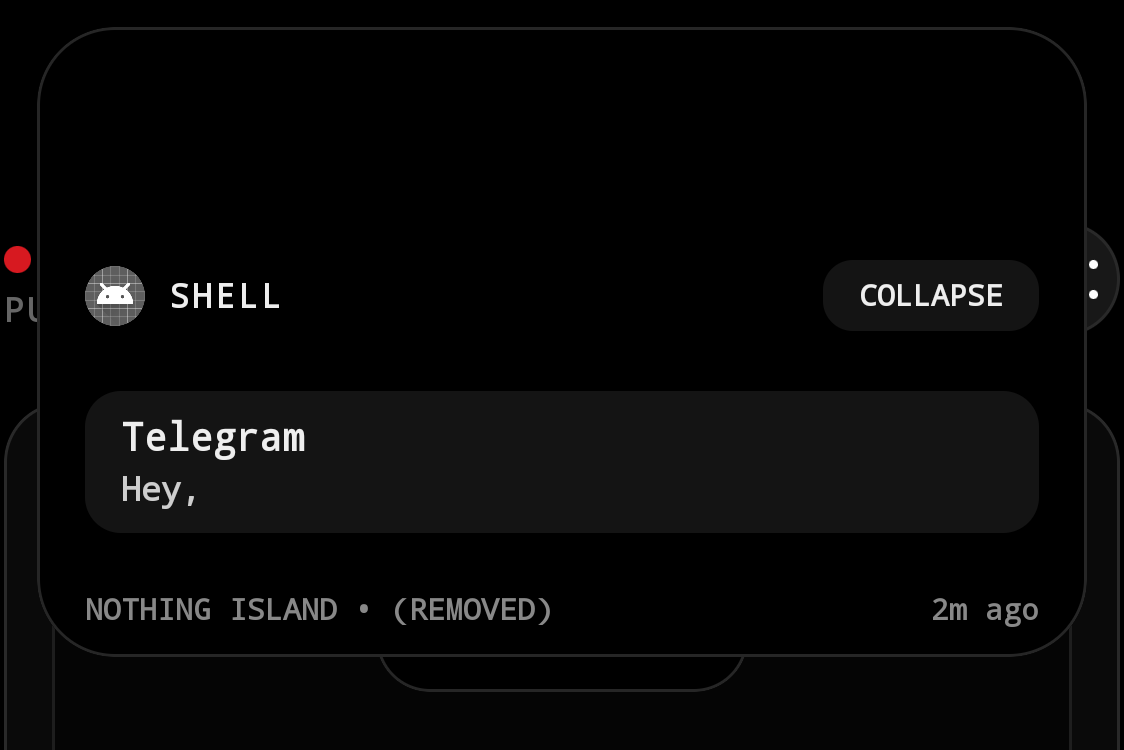 SHELL
COLLAPSE
Telegram
Hey,
NOTHING ISLAND • (REMOVED)
2m ago